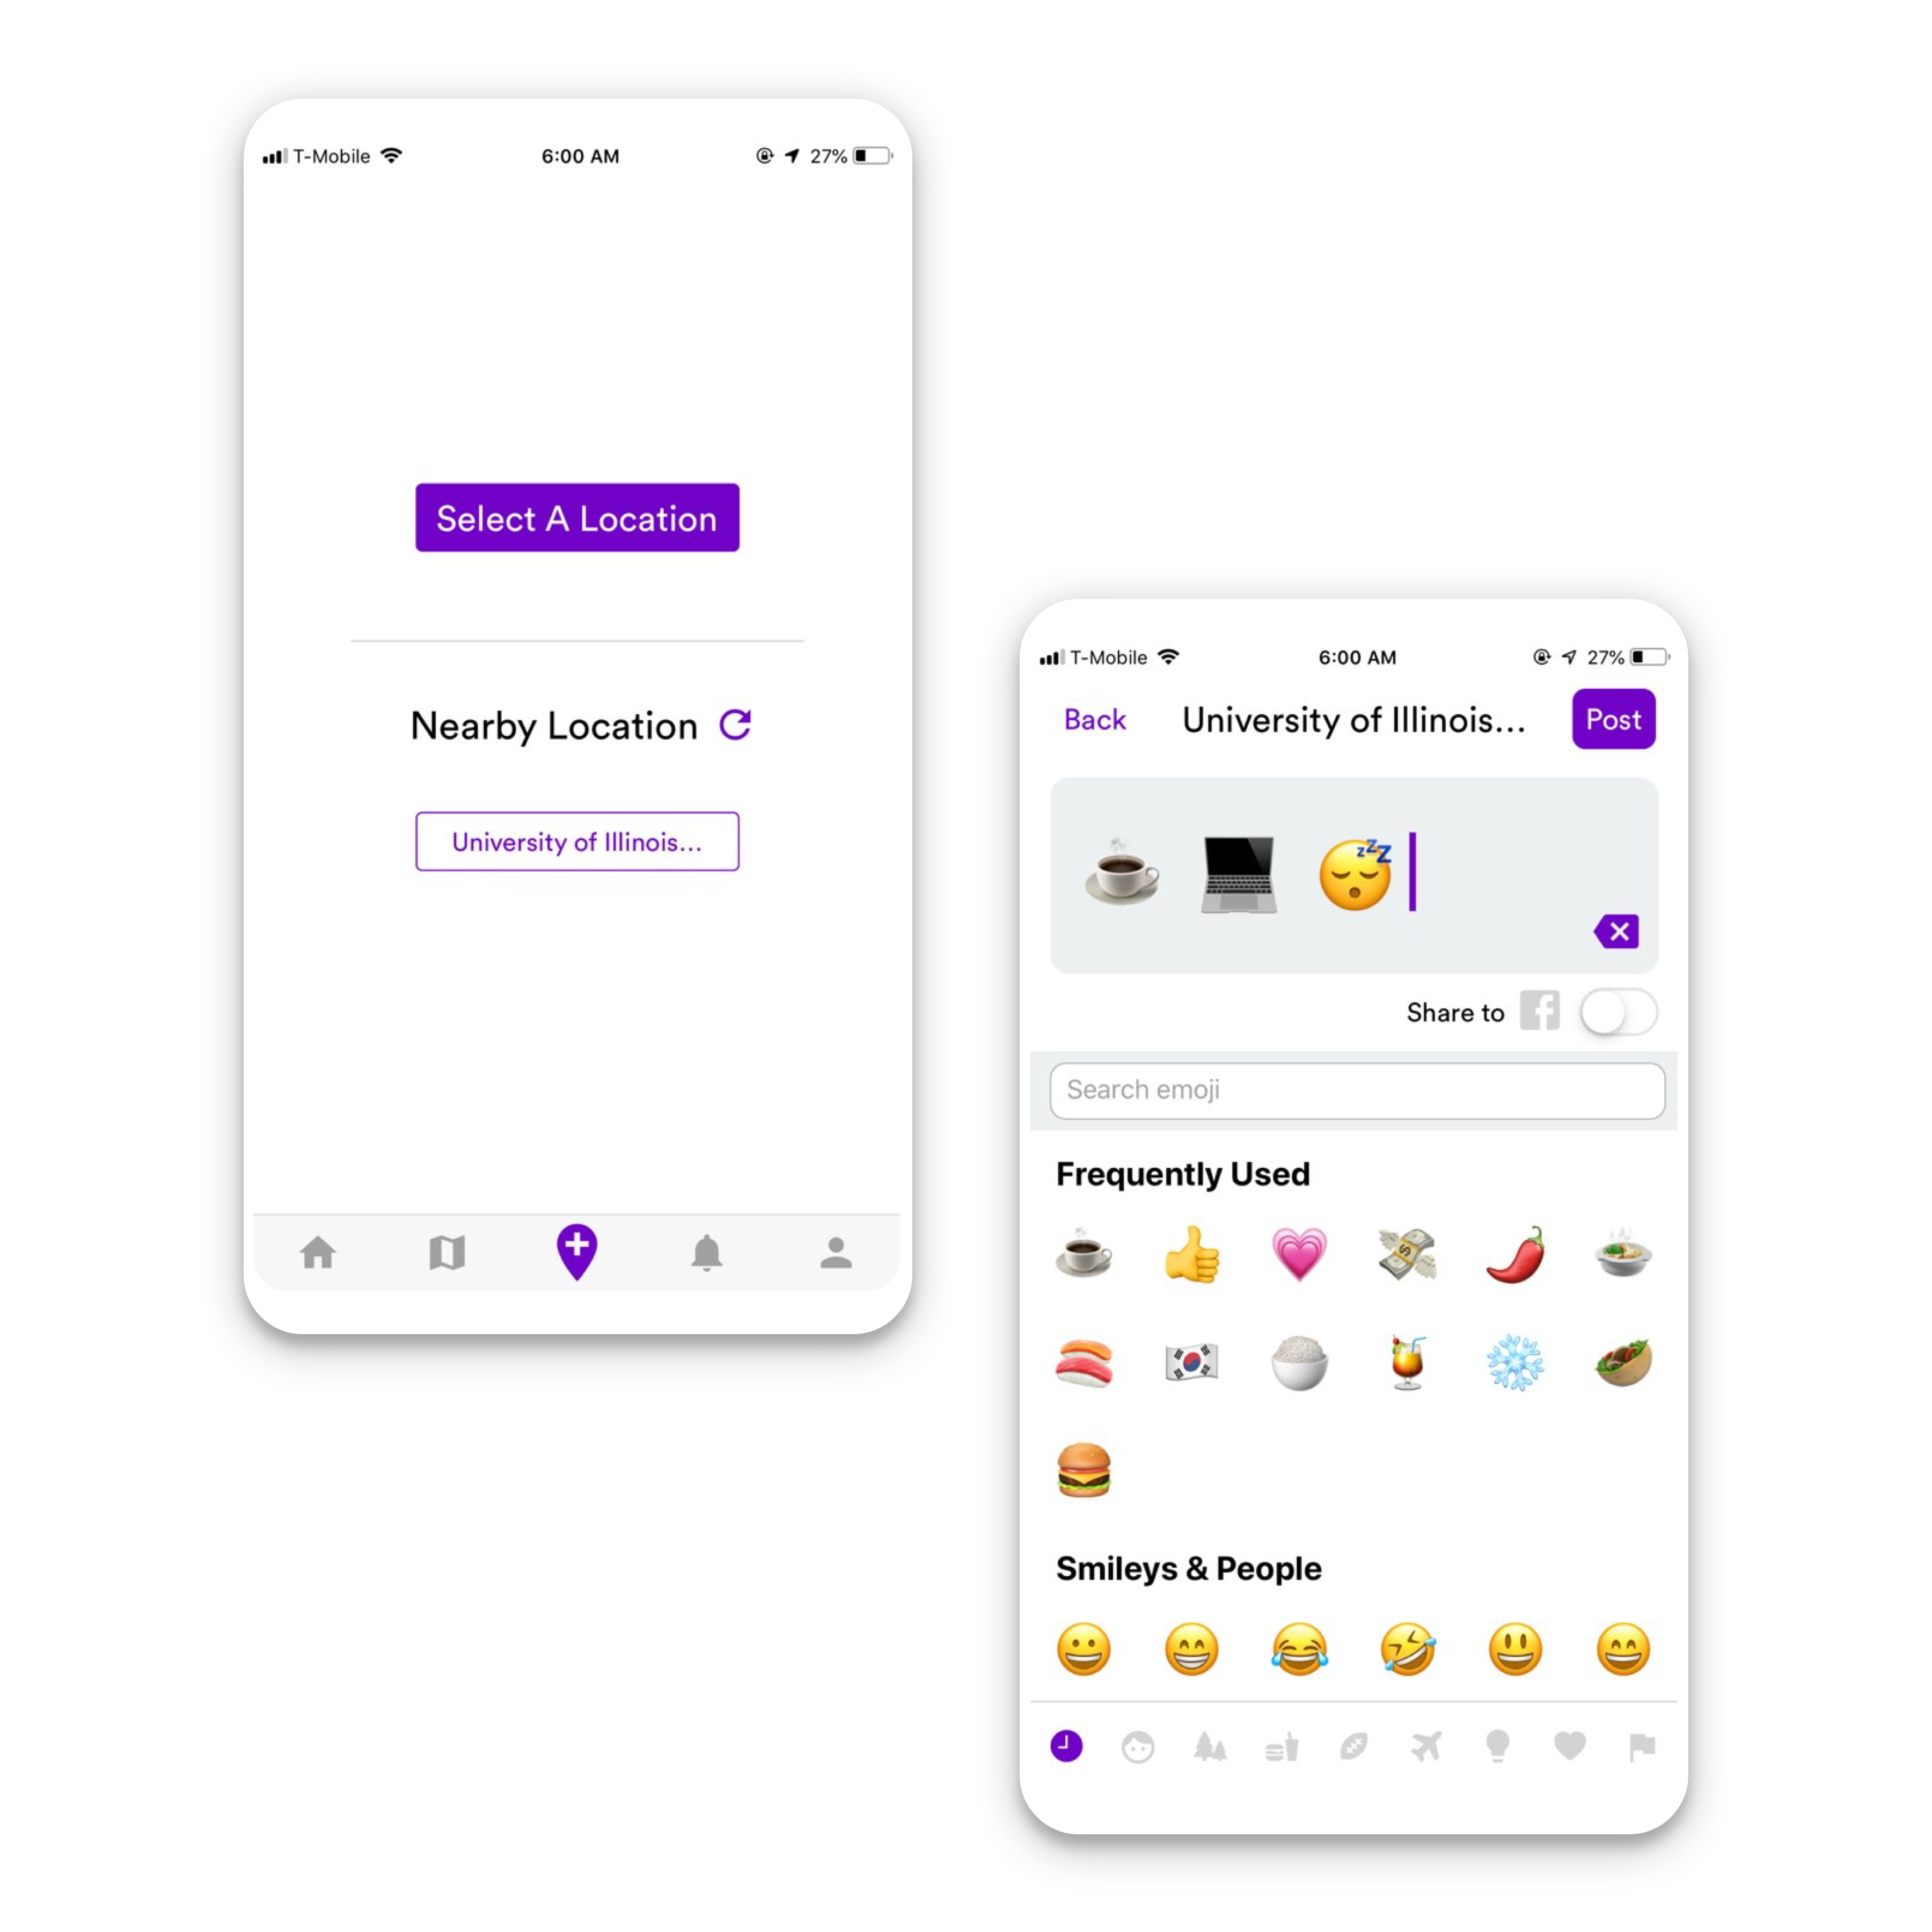 T-Mobile 6:00 AM 27%
Select A Location
Nearby Location
University of Illinois...
T-Mobile 6:00 AM 27%
Back University of Illinois... Post
Share to
Search emoji
Frequently Used
Smileys & People